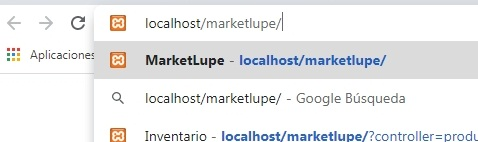 localhost/marketlupe/
Aplicaciones
MarketLupe - localhost/marketlupe/
localhost/marketlupe/ - Google Búsqueda
Inventario - localhost/marketlupe/?controller=produ